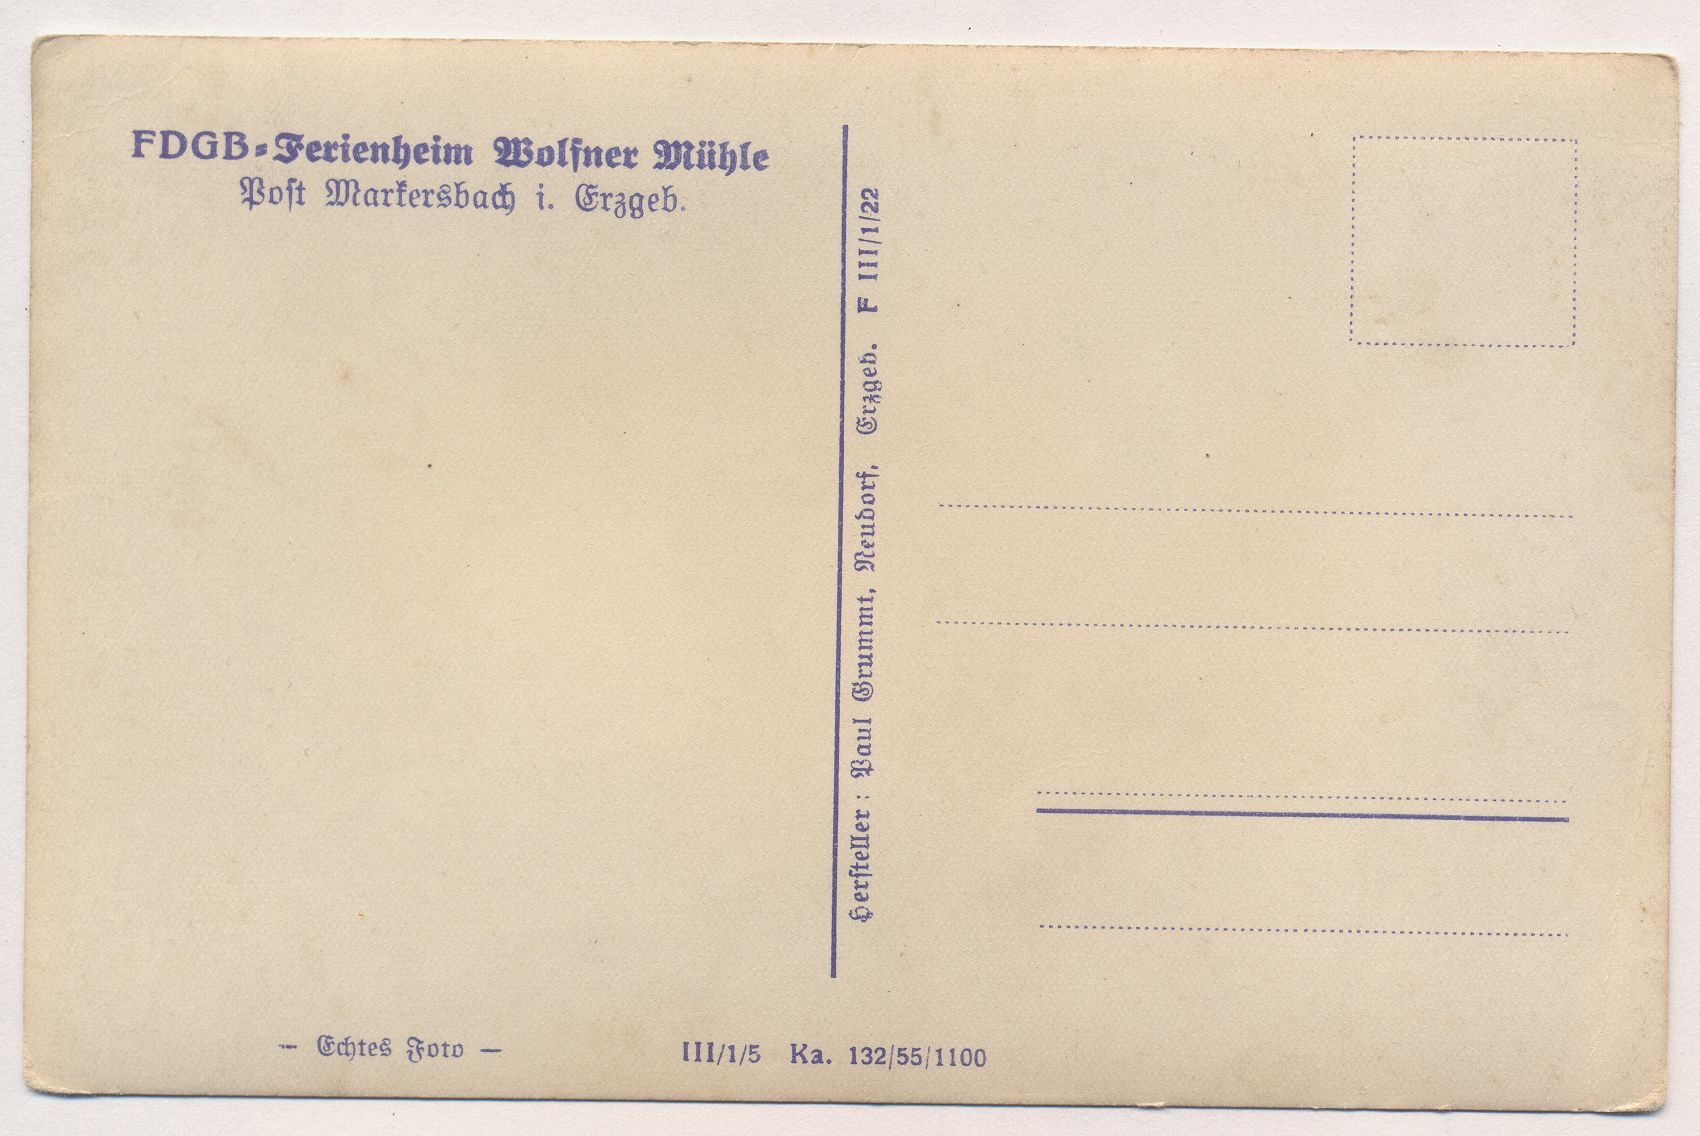 FDGB-Ferienheim Wolfner Mühle
Post Markersbach i. Erzgeb.
Hersteller: Paul Grummt, Neudorf, Erzgeb. F III/1/22
— Echtes Foto —
III/1/5 Ka. 132/55/1100